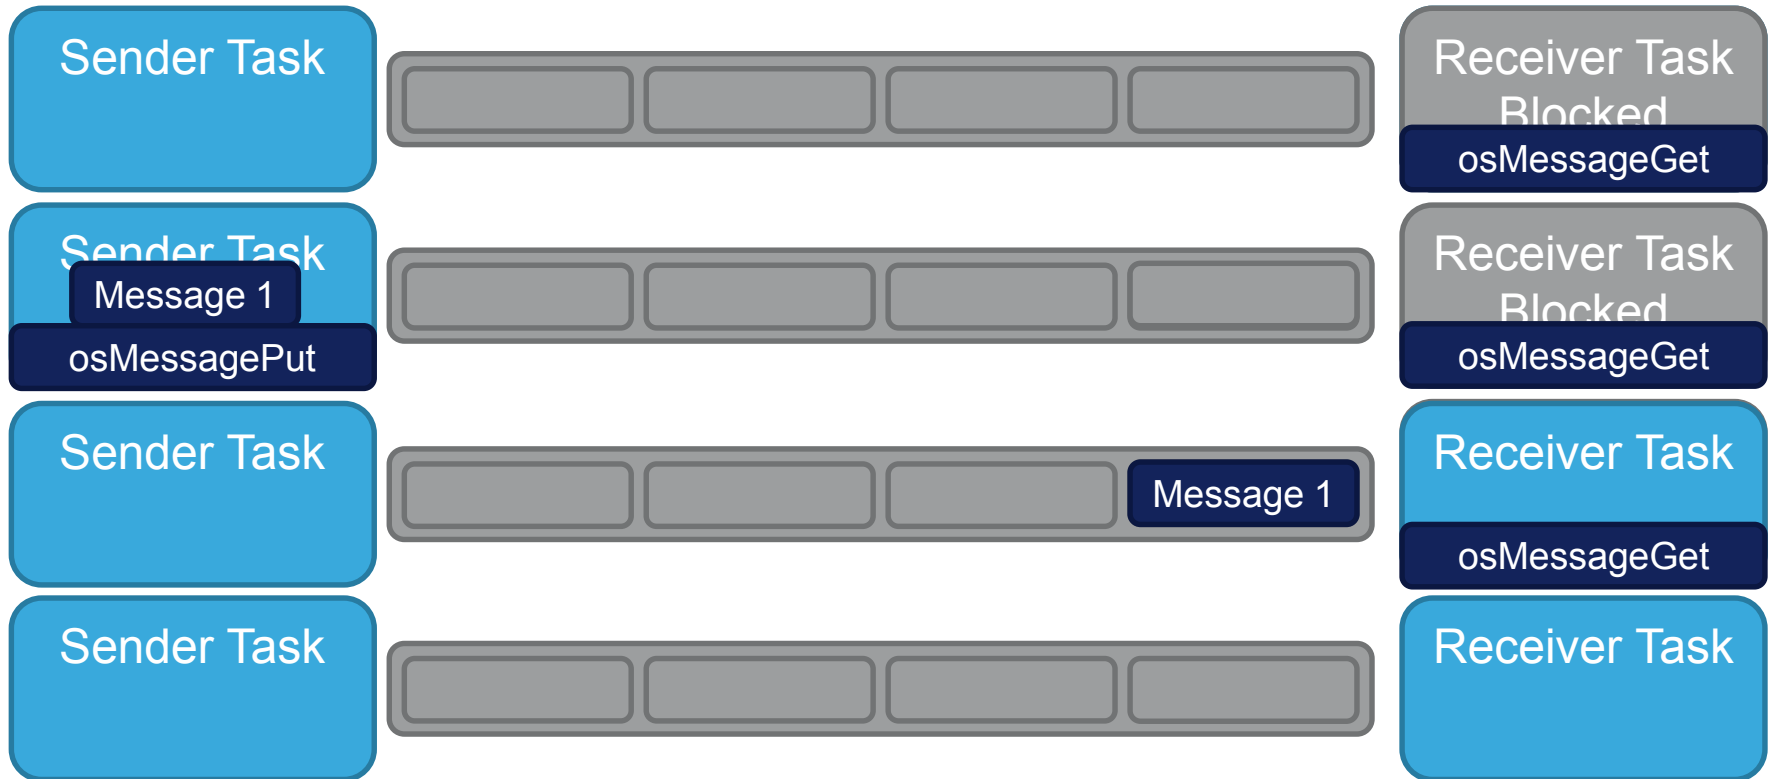 Sender Task
Receiver Task
Blocked
osMessageGet
Sender Task
Message 1
osMessagePut
Receiver Task
Blocked
osMessageGet
Sender Task
Message 1
Receiver Task
osMessageGet
Sender Task
Receiver Task